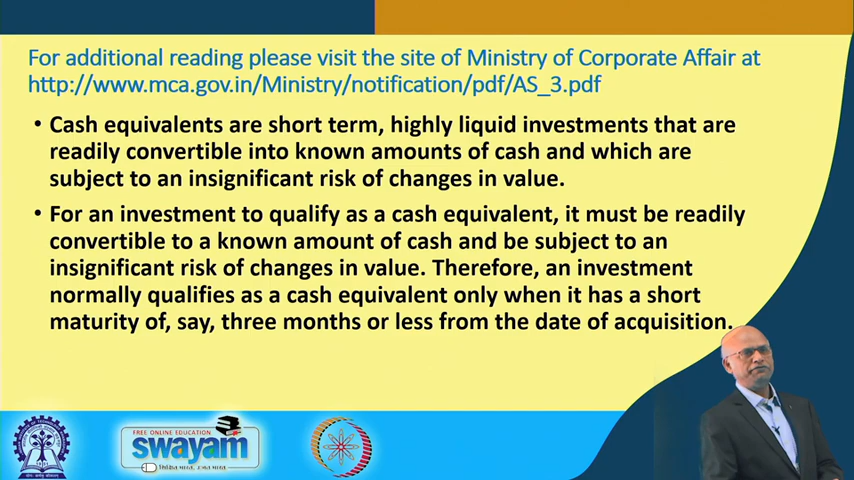 For additional reading please visit the site of Ministry of Corporate Affair at
http://www.mca.gov.in/Ministry/notification/pdf/AS_3.pdf
• Cash equivalents are short term, highly liquid investments that are
readily convertible into known amounts of cash and which are
subject to an insignificant risk of changes in value.
• For an investment to qualify as a cash equivalent, it must be readily
convertible to a known amount of cash and be subject to an
insignificant risk of changes in value. Therefore, an investment
normally qualifies as a cash equivalent only when it has a short
maturity of, say, three months or less from the date of acquisition.
FREE ONLINE EDUCATION
swayam